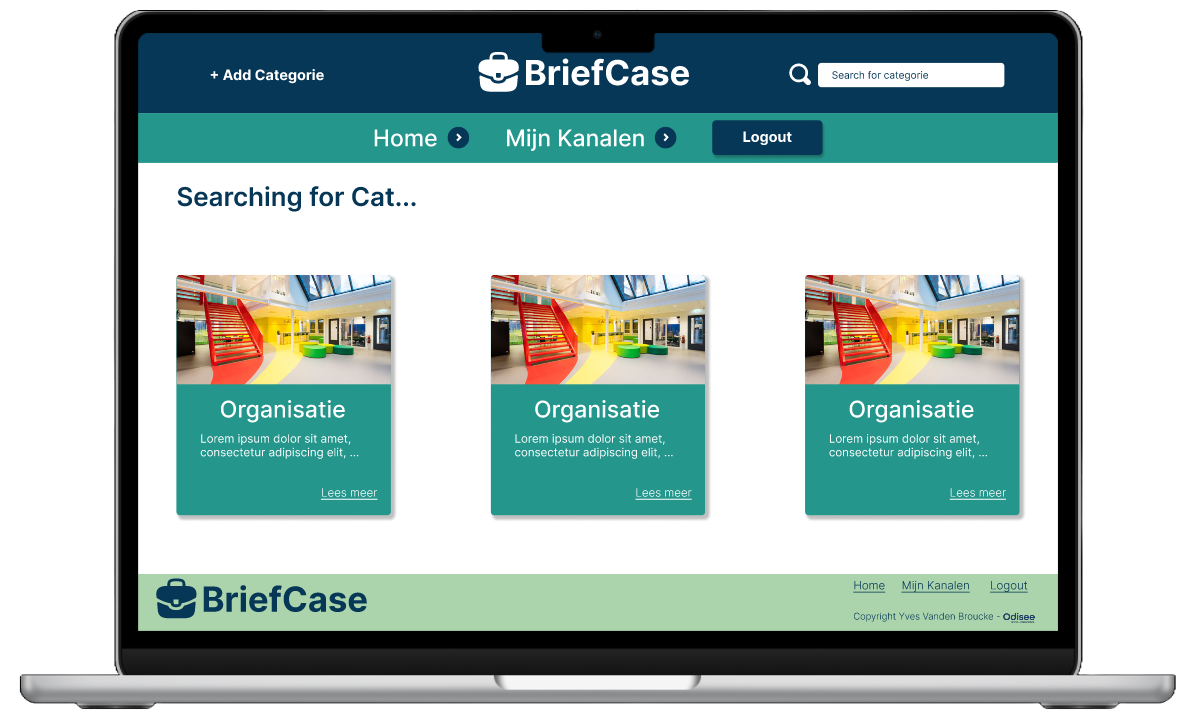 + Add Categorie
BriefCase
Search for categorie
Home
Mijn Kanalen
Logout
Searching for Cat...
Organisatie
Lorem ipsum dolor sit amet,
consectetur adipiscing elit, ...
Lees meer
Organisatie
Lorem ipsum dolor sit amet,
consectetur adipiscing elit, ...
Lees meer
Organisatie
Lorem ipsum dolor sit amet,
consectetur adipiscing elit, ...
Lees meer
BriefCase
Home Mijn Kanalen Logout
Copyright Yves Vanden Broucke - Odisee